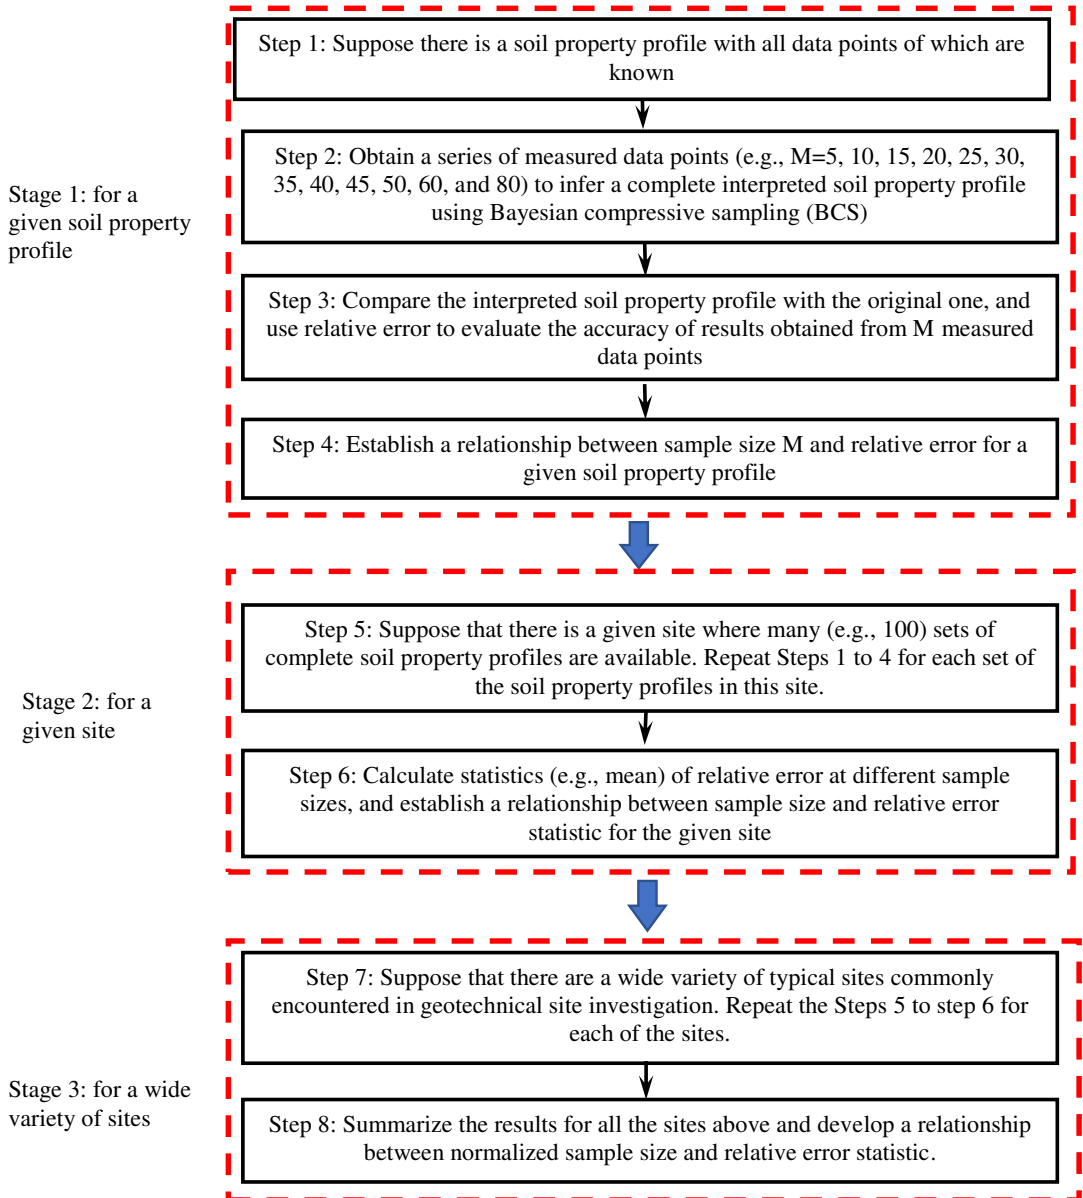 Step 1: Suppose there is a soil property profile with all data points of which are
known
Stage 1: for a
given soil property
profile
Step 2: Obtain a series of measured data points (e.g., M=5, 10, 15, 20, 25, 30,
35, 40, 45, 50, 60, and 80) to infer a complete interpreted soil property profile
using Bayesian compressive sampling (BCS)
Step 3: Compare the interpreted soil property profile with the original one, and
use relative error to evaluate the accuracy of results obtained from M measured
data points
Step 4: Establish a relationship between sample size M and relative error for a
given soil property profile
Stage 2: for a
given site
Step 5: Suppose that there is a given site where many (e.g., 100) sets of
complete soil property profiles are available. Repeat Steps 1 to 4 for each set of
the soil property profiles in this site.
Step 6: Calculate statistics (e.g., mean) of relative error at different sample
sizes, and establish a relationship between sample size and relative error
statistic for the given site
Stage 3: for a wide
variety of sites
Step 7: Suppose that there are a wide variety of typical sites commonly
encountered in geotechnical site investigation. Repeat the Steps 5 to step 6 for
each of the sites.
Step 8: Summarize the results for all the sites above and develop a relationship
between normalized sample size and relative error statistic.